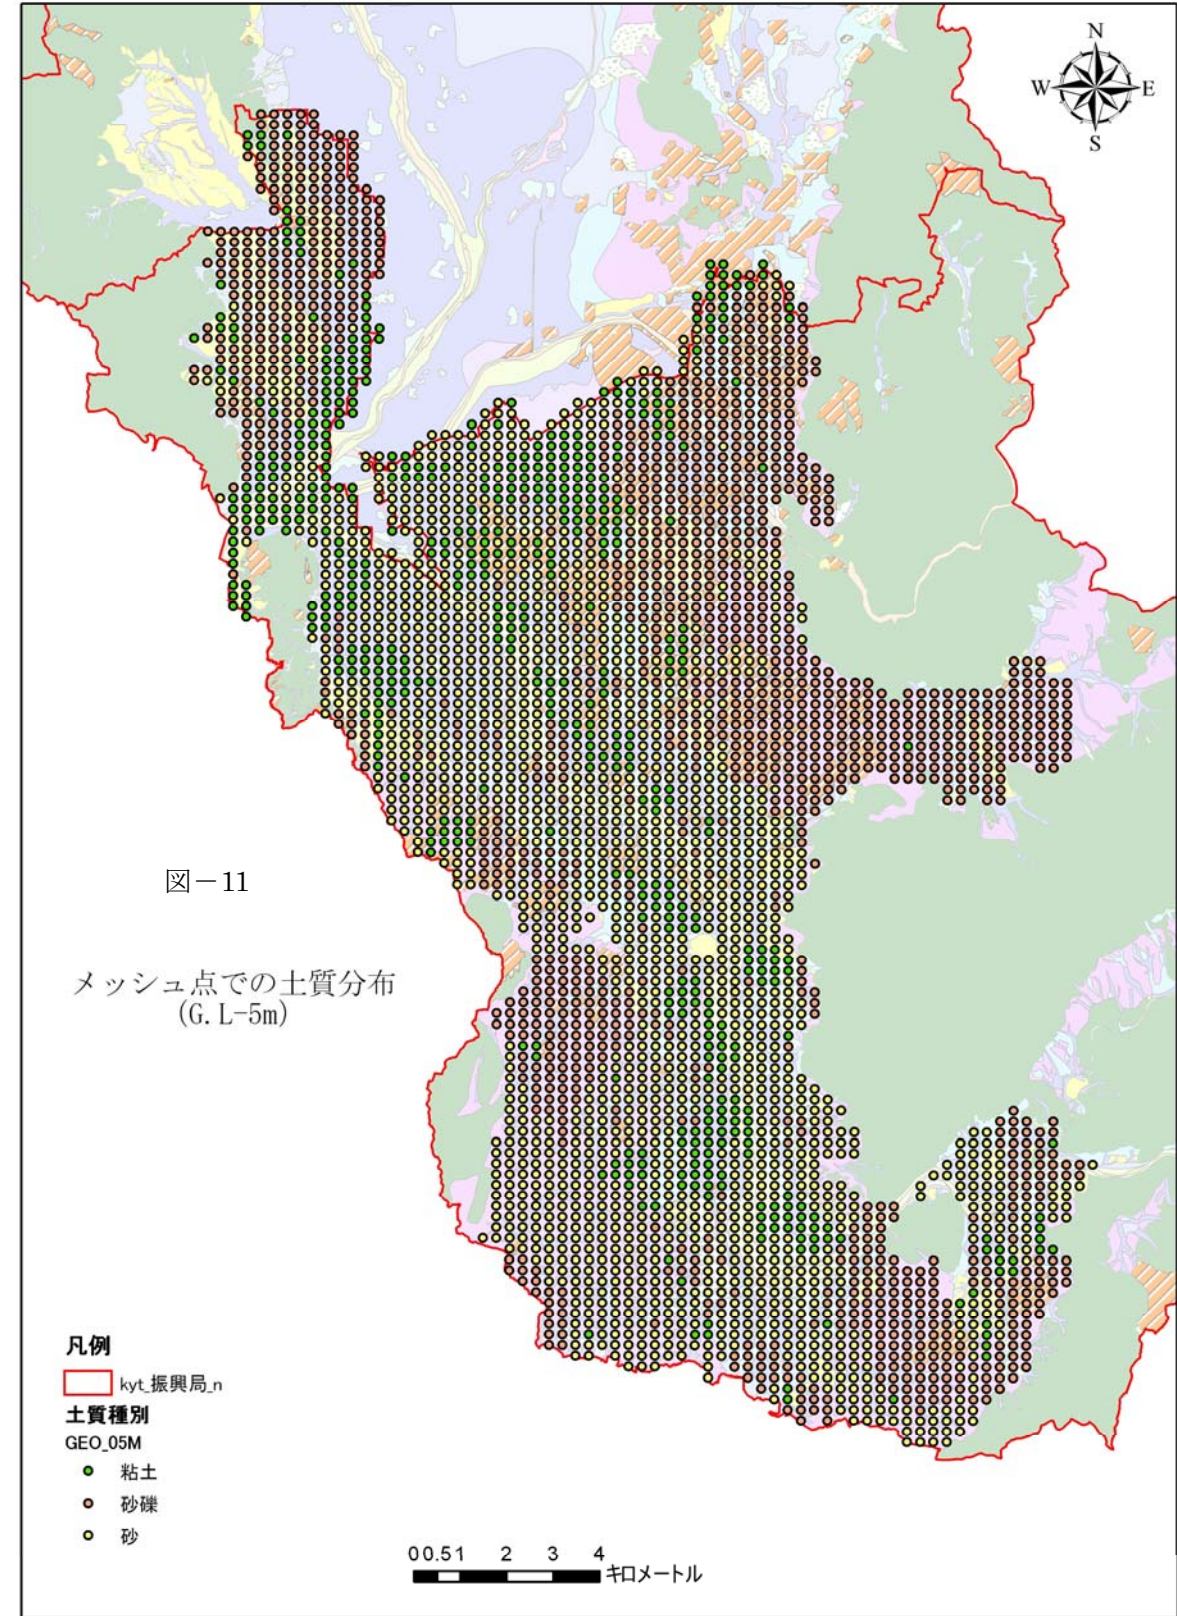 N
W E
S
図－11
メッシュ点での土質分布
(G.L-5m)
凡例
kyt_振興局_n
土質種別
GEO_05M
粘土
砂礫
砂
0 0.5 1 2 3 4
キロメートル